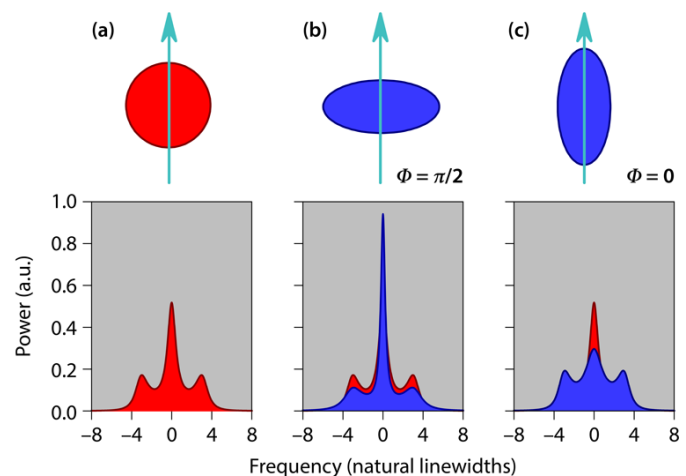 (a) (b) (c)
Φ = π/2 Φ = 0
1.0
0.8
0.6
0.4
0.2
0.0
Power (a.u.)
−8 −4 0 4 8 −8 −4 0 4 8 −8 −4 0 4 8
Frequency (natural linewidths)